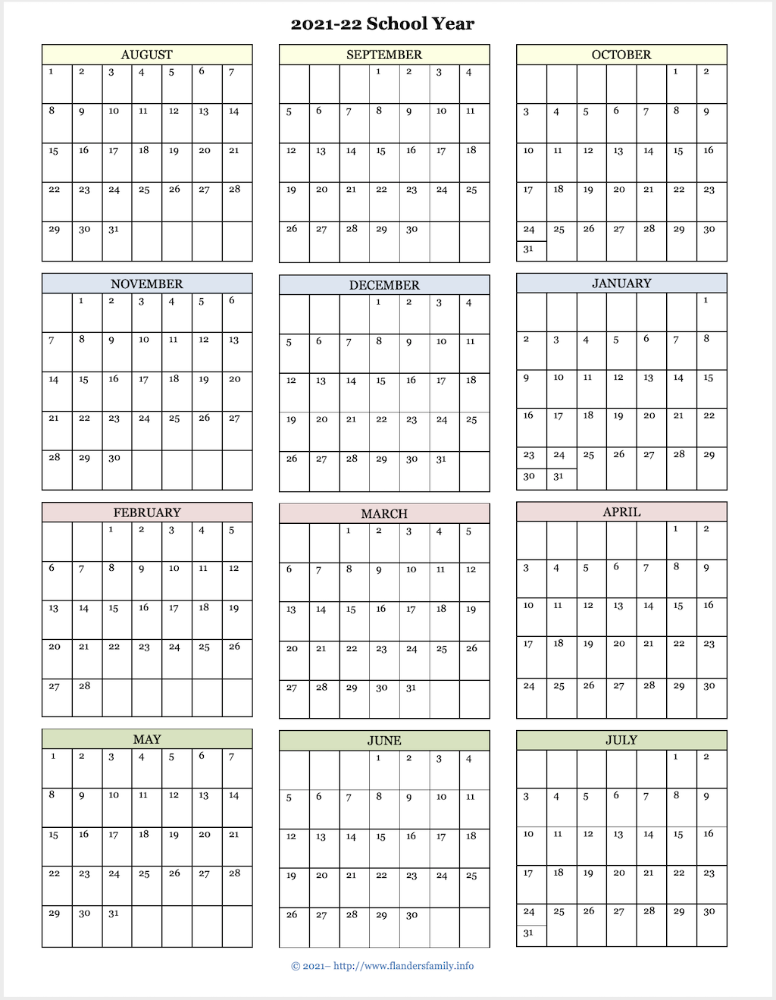 2021-22 School Year
AUGUST
1 2 3 4 5 6 7
8 9 10 11 12 13 14
15 16 17 18 19 20 21
22 23 24 25 26 27 28
29 30 31
SEPTEMBER
1 2 3 4
5 6 7 8 9 10 11
12 13 14 15 16 17 18
19 20 21 22 23 24 25
26 27 28 29 30
OCTOBER
1 2
3 4 5 6 7 8 9
10 11 12 13 14 15 16
17 18 19 20 21 22 23
24 25 26 27 28 29 30
31
NOVEMBER
1 2 3 4 5 6
7 8 9 10 11 12 13
14 15 16 17 18 19 20
21 22 23 24 25 26 27
28 29 30
DECEMBER
1 2 3 4
5 6 7 8 9 10 11
12 13 14 15 16 17 18
19 20 21 22 23 24 25
26 27 28 29 30 31
JANUARY
1
2 3 4 5 6 7 8
9 10 11 12 13 14 15
16 17 18 19 20 21 22
23 24 25 26 27 28 29
30 31
FEBRUARY
1 2 3 4 5
6 7 8 9 10 11 12
13 14 15 16 17 18 19
20 21 22 23 24 25 26
27 28
MARCH
1 2 3 4 5
6 7 8 9 10 11 12
13 14 15 16 17 18 19
20 21 22 23 24 25 26
27 28 29 30 31
APRIL
1 2
3 4 5 6 7 8 9
10 11 12 13 14 15 16
17 18 19 20 21 22 23
24 25 26 27 28 29 30
MAY
1 2 3 4 5 6 7
8 9 10 11 12 13 14
15 16 17 18 19 20 21
22 23 24 25 26 27 28
29 30 31
JUNE
1 2 3 4
5 6 7 8 9 10 11
12 13 14 15 16 17 18
19 20 21 22 23 24 25
26 27 28 29 30
JULY
1 2
3 4 5 6 7 8 9
10 11 12 13 14 15 16
17 18 19 20 21 22 23
24 25 26 27 28 29 30
31
© 2021– http://www.flandersfamily.info